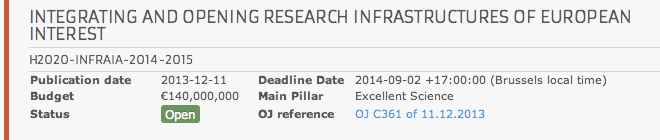 INTEGRATING AND OPENING RESEARCH INFRASTRUCTURES OF EUROPEAN
INTEREST
H2020-INFRAIA-2014-2015
Publication date 2013-12-11 Deadline Date 2014-09-02 +17:00:00 (Brussels local time)
Budget €140,000,000 Main Pillar Excellent Science
Status Open OJ reference OJ C361 of 11.12.2013